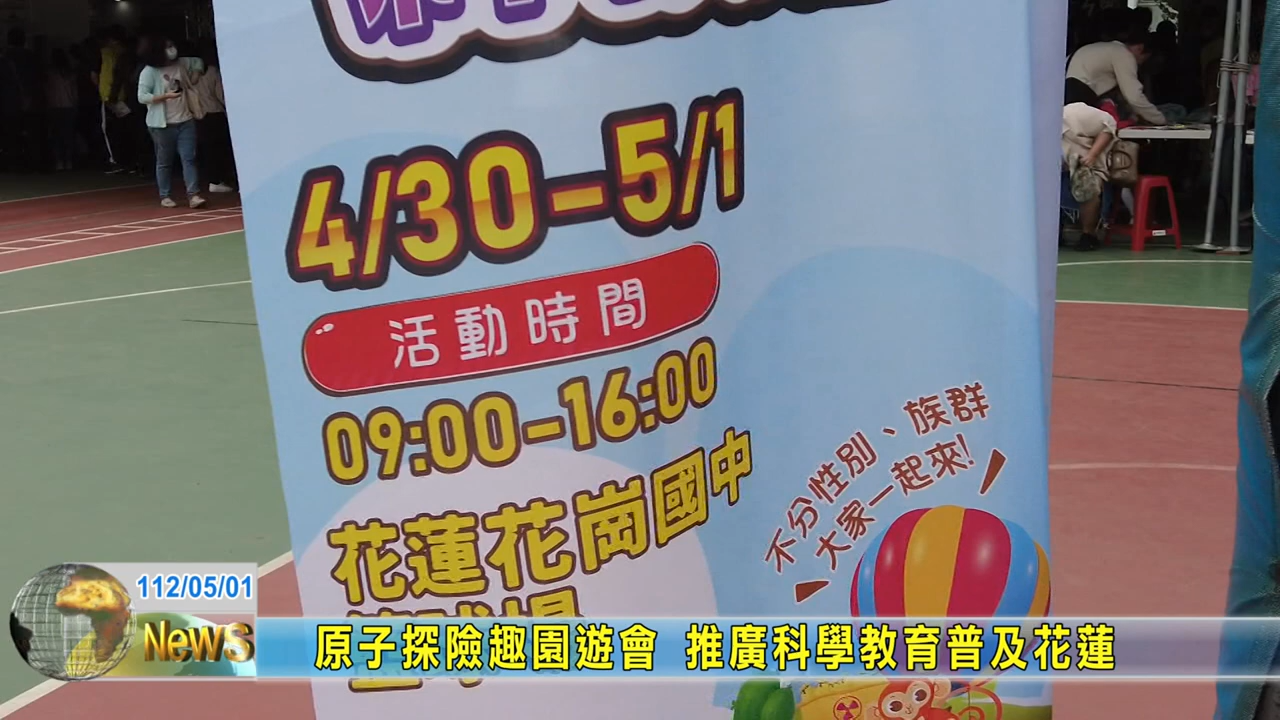 4/30-5/1
活動時間
09:00-16:00
花蓮花崗國中
不分性別、族群
大家一起來!
112/05/01
News
原子探險趣園遊會 推廣科學教育普及花蓮